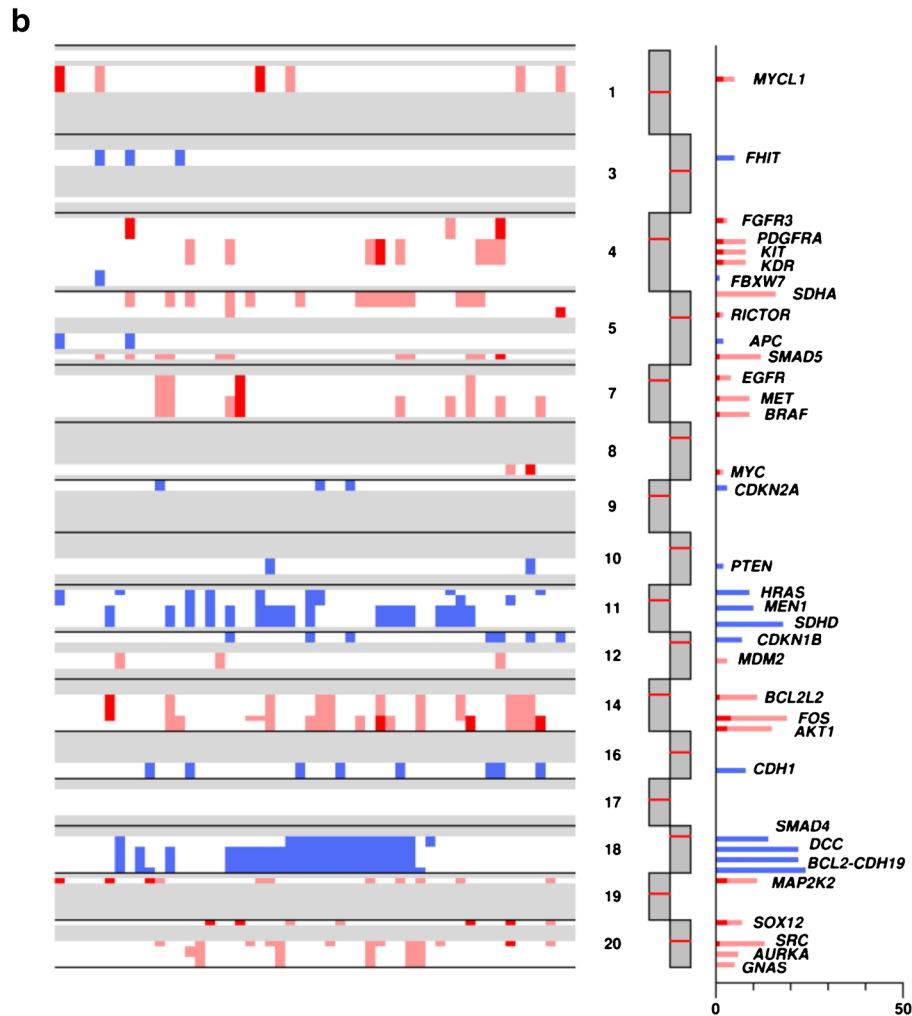 b
1 MYCL1
3 FHIT
FGFR3
4 PDGFRA
KIT
KDR
FBXW7
SDHA
5 RICTOR
APC
SMAD5
7 EGFR
MET
BRAF
8
MYC
CDKN2A
9
10 PTEN
11 HRAS
MEN1
SDHD
CDKN1B
12 MDM2
14 BCL2L2
FOS
AKT1
16 CDH1
17
SMAD4
18 DCC
BCL2-CDH19
MAP2K2
19
SOX12
20 SRC
AURKA
GNAS
0 50